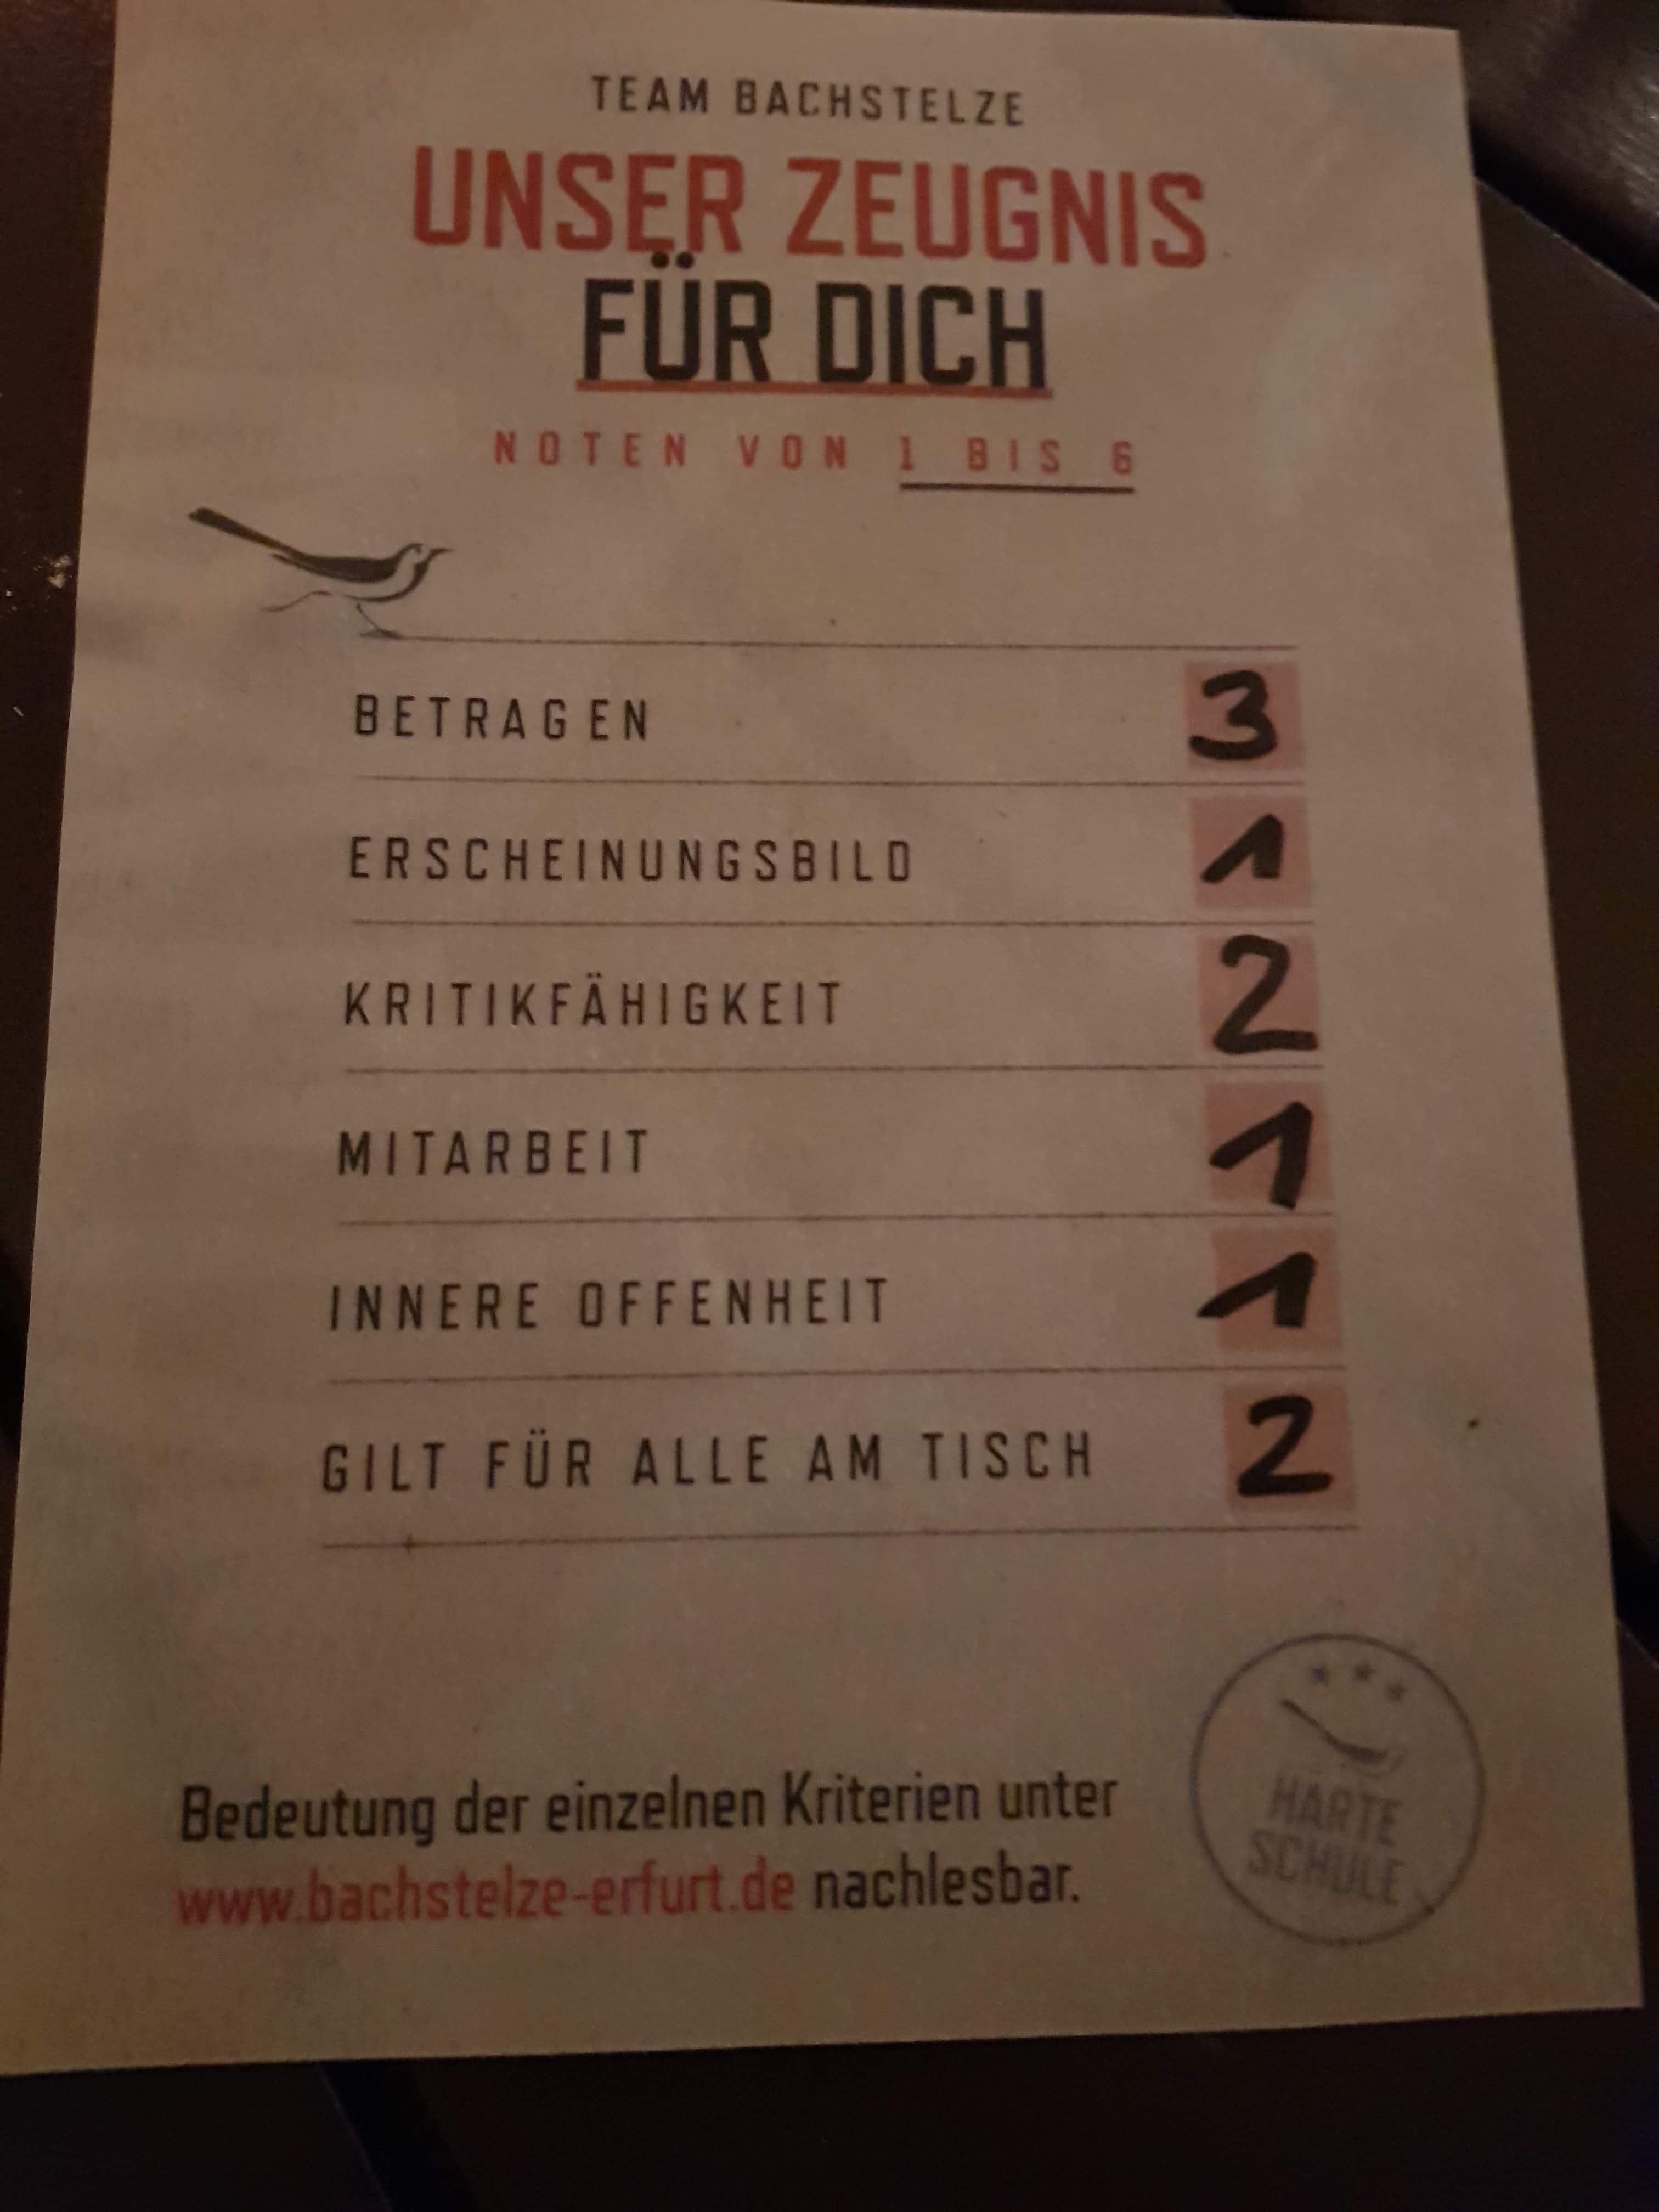 TEAM BACHSTELZE
UNSER ZEUGNIS
FÜR DICH
NOTEN VON 1 BIS 6
BETRAGEN 3
ERSCHEINUNGSBILD 1
KRITIKFÄHIGKEIT 2
MITARBEIT 1
INNERE OFFENHEIT 1
GILT FÜR ALLE AM TISCH 2
Bedeutung der einzelnen Kriterien unter
www.bachstelze-erfurt.de nachlesbar.
HARTE
SCHULE